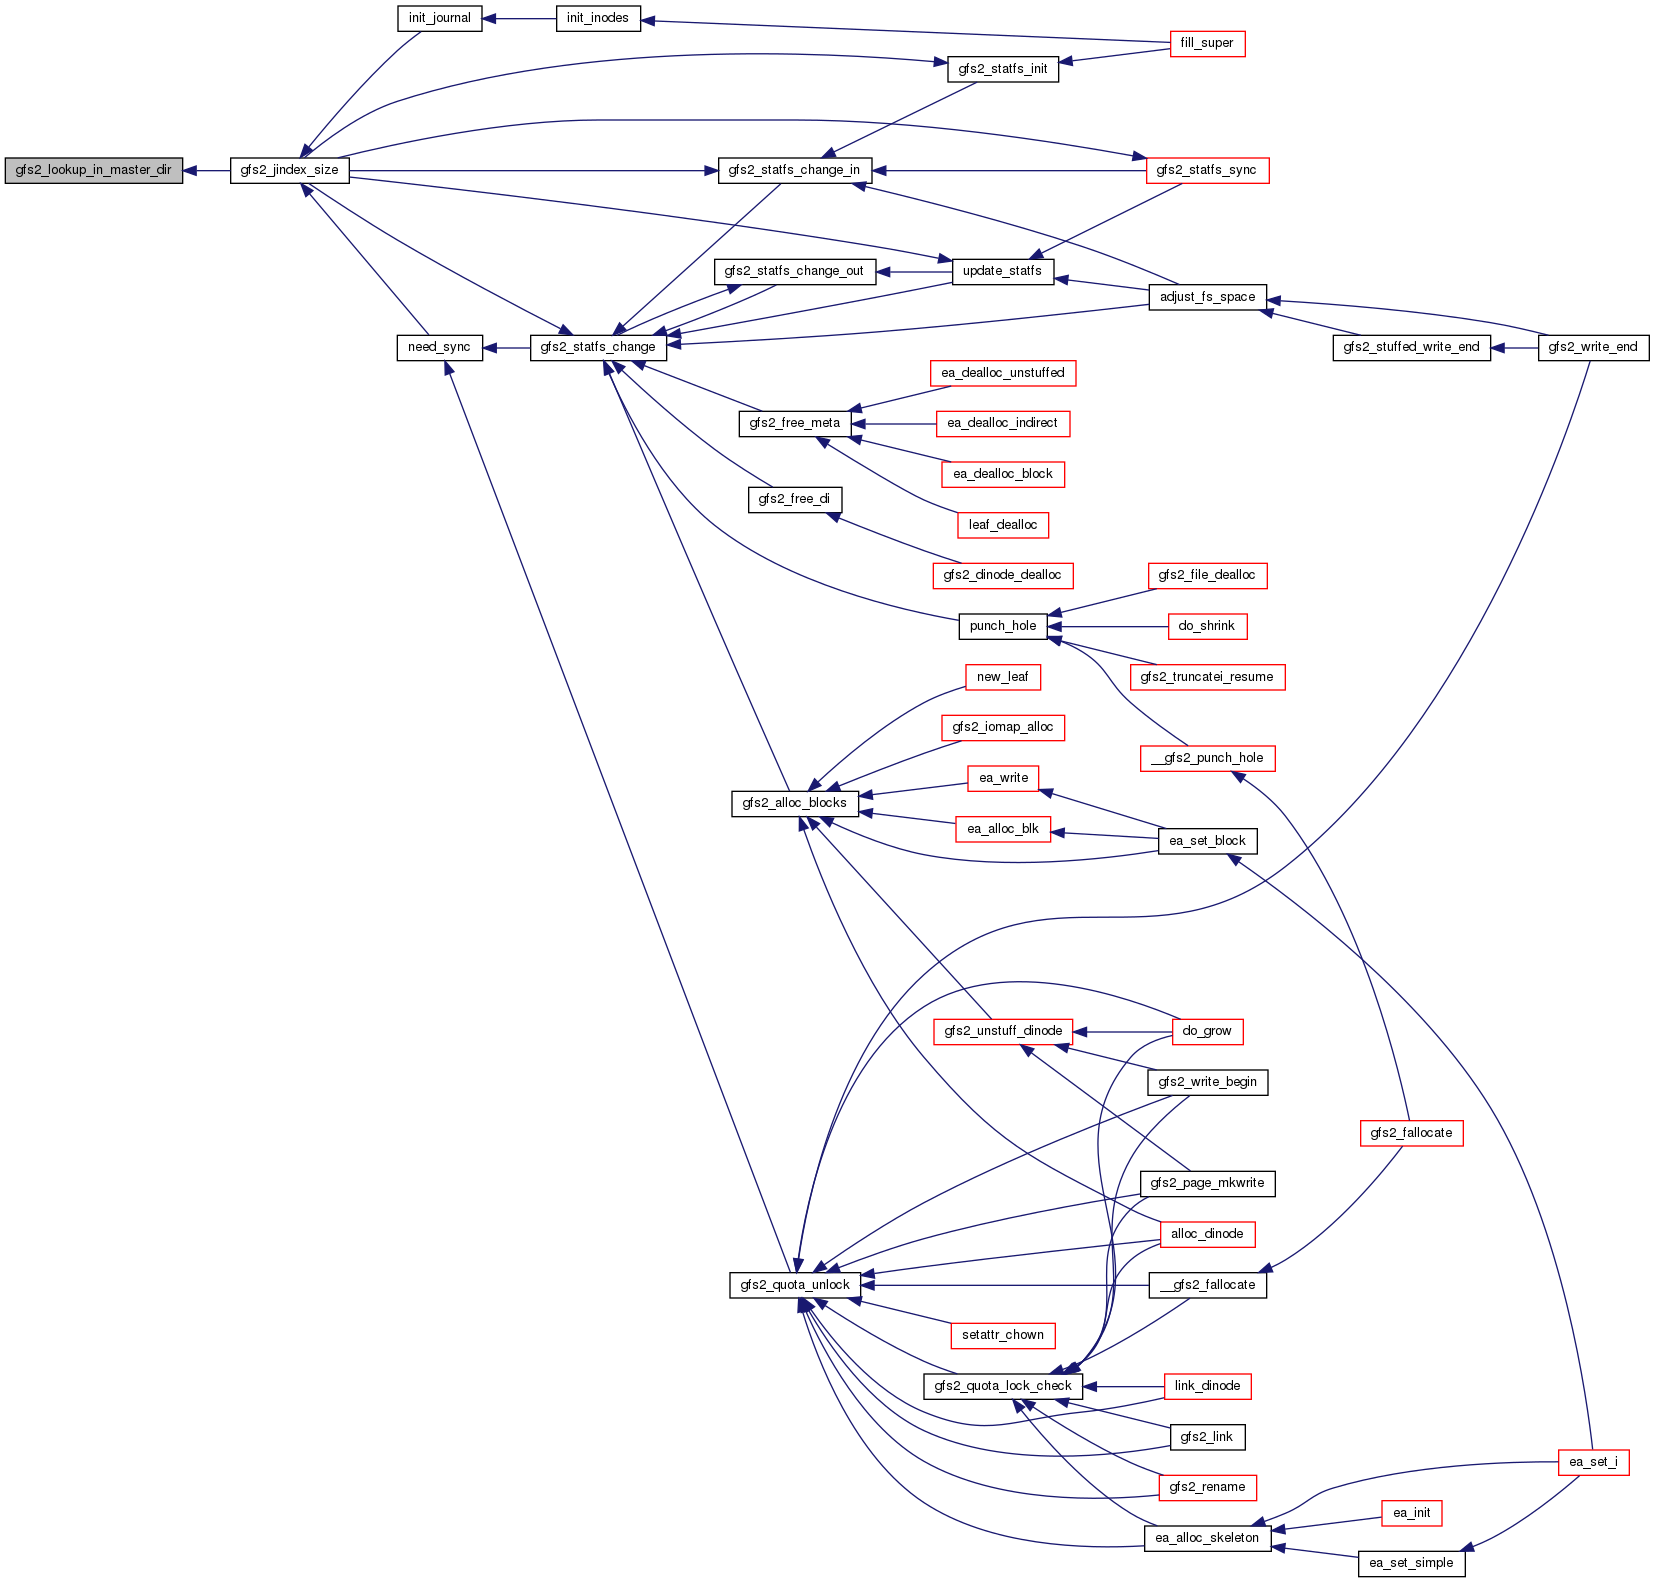 init_journal
init_inodes
fill_super
gfs2_statfs_init
gfs2_lookup_in_master_dir
gfs2_jindex_size
gfs2_statfs_change_in
gfs2_statfs_sync
gfs2_statfs_change_out
update_statfs
adjust_fs_space
need_sync
gfs2_statfs_change
gfs2_stuffed_write_end
gfs2_write_end
ea_dealloc_unstuffed
gfs2_free_meta
ea_dealloc_indirect
ea_dealloc_block
gfs2_free_di
leaf_dealloc
gfs2_dinode_dealloc
gfs2_file_dealloc
punch_hole
do_shrink
new_leaf
gfs2_truncatei_resume
gfs2_iomap_alloc
__gfs2_punch_hole
ea_write
gfs2_alloc_blocks
ea_alloc_blk
ea_set_block
gfs2_unstuff_dinode
do_grow
gfs2_write_begin
gfs2_fallocate
gfs2_page_mkwrite
alloc_dinode
gfs2_quota_unlock
__gfs2_fallocate
setattr_chown
gfs2_quota_lock_check
link_dinode
gfs2_link
ea_set_i
gfs2_rename
ea_init
ea_alloc_skeleton
ea_set_simple